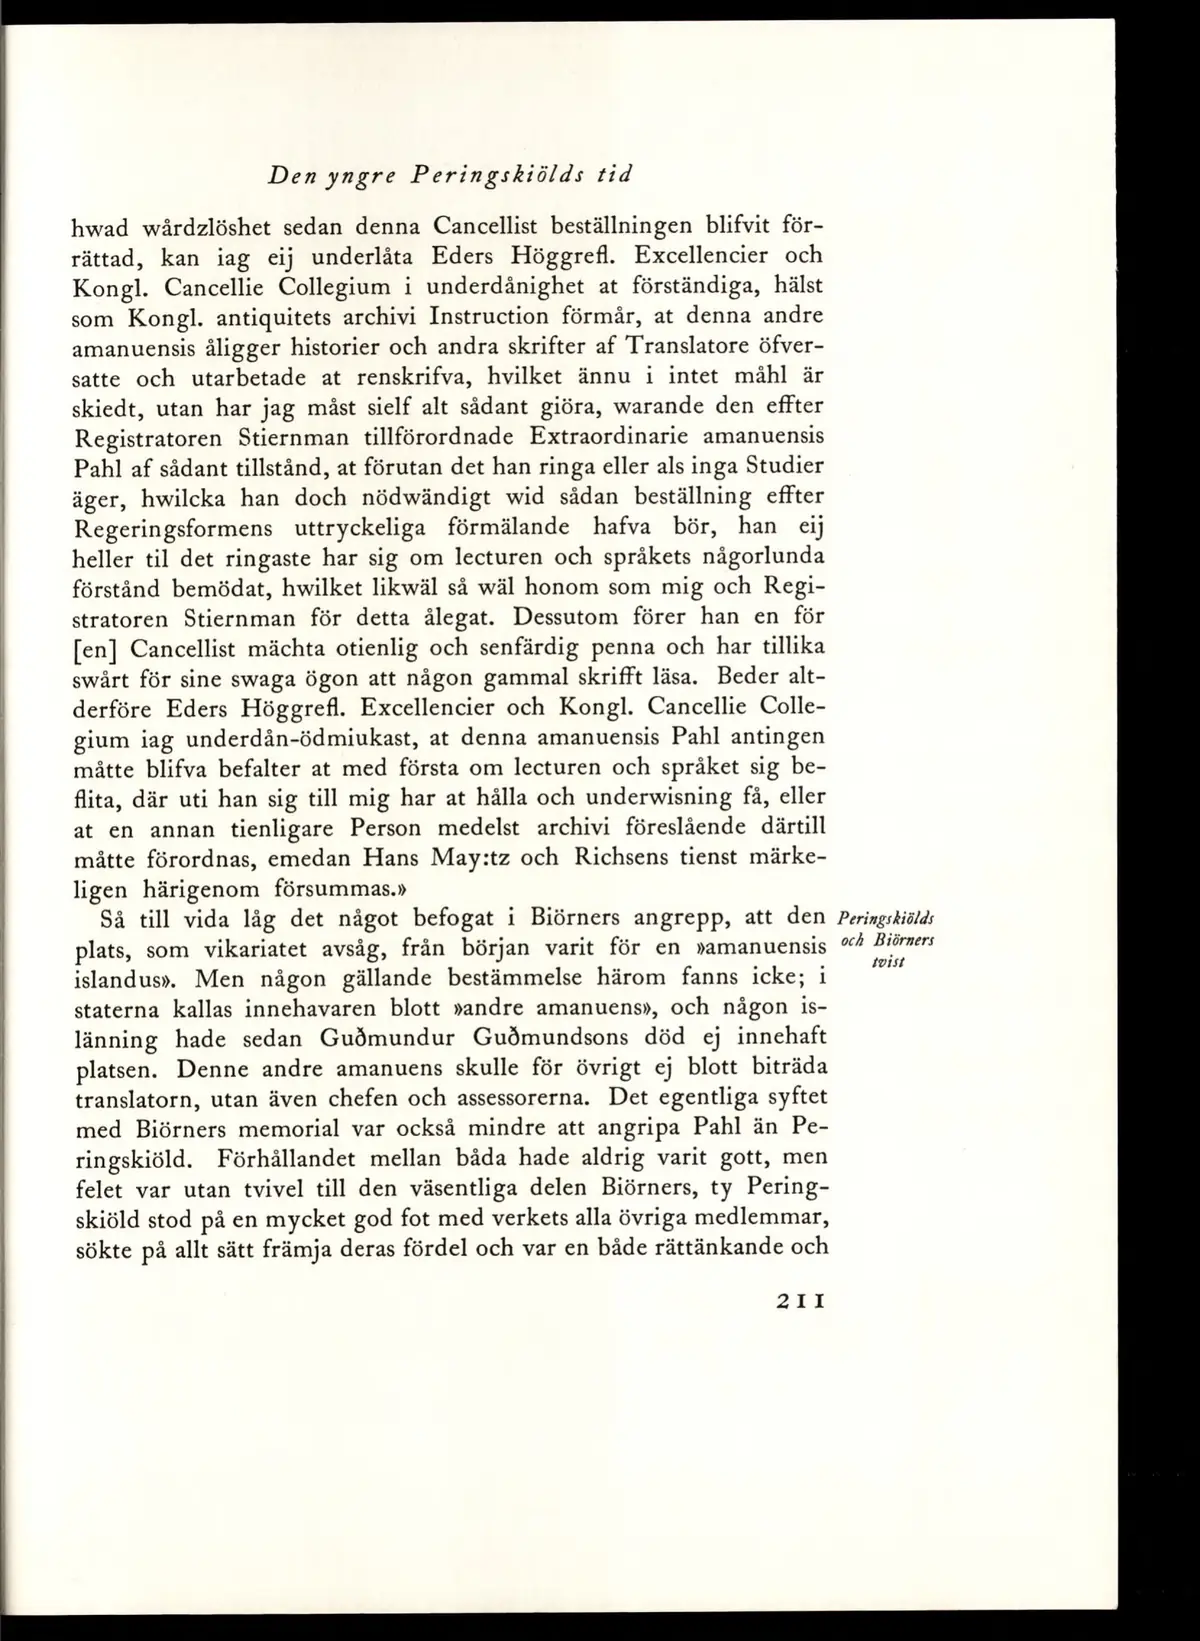 Den yngre Peringskiölds tid
hwad wårdzlöshet sedan denna Cancellist beställningen blifvit för-
rättad, kan iag eij underlåta Eders Höggrefl. Excellencier och
Kongl. Cancellie Collegium i underdånighet at förständiga, hälst
som Kongl. antiquitets archivi Instruction förmår, at denna andre
amanuensis åligger historier och andra skrifter af Translatore öfver-
satte och utarbetade at renskrifva, hvilket ännu i intet måhl är
skiedt, utan har jag måst sielf alt sådant giöra, warande den effter
Registratoren Stiernman tillförordnade Extraordinarie amanuensis
Pahl af sådant tillstånd, at förutan det han ringa eller als inga Studier
äger, hwilcka han doch nödwändigt wid sådan beställning effter
Regeringsformens uttryckeliga förmälande hafva bör, han eij
heller til det ringaste har sig om lecturen och språkets någorlunda
förstånd bemödat, hwilket likwäl så wäl honom som mig och Regi-
stratoren Stiernman för detta ålegat. Dessutom förer han en för
[en] Cancellist mächta otienlig och senfärdig penna och har tillika
swårt för sine swaga ögon att någon gammal skrifft läsa. Beder alt-
derföre Eders Höggrefl. Excellencier och Kongl. Cancellie Colle-
gium iag underdån-ödmiukast, at denna amanuensis Pahl antingen
måtte blifva befalter at med första om lecturen och språket sig be-
flita, där uti han sig till mig har at hålla och underwisning få, eller
at en annan tienligare Person medelst archivi föreslående därtill
måtte förordnas, emedan Hans May:tz och Richsens tienst märke-
ligen härigenom försummas.»
Så till vida låg det något befogat i Biörners angrepp, att den
plats, som vikariatet avsåg, från början varit för en »amanuensis
islandus». Men någon gällande bestämmelse härom fanns icke; i
staterna kallas innehavaren blott »andre amanuens», och någon is-
länning hade sedan Guðmundur Guðmundsons död ej innehaft
platsen. Denne andre amanuens skulle för övrigt ej blott biträda
translatorn, utan även chefen och assessorerna. Det egentliga syftet
med Biörners memorial var också mindre att angripa Pahl än Pe-
ringskiöld. Förhållandet mellan båda hade aldrig varit gott, men
felet var utan tvivel till den väsentliga delen Biörners, ty Pering-
skiöld stod på en mycket god fot med verkets alla övriga medlemmar,
sökte på allt sätt främja deras fördel och var en både rättänkande och
Peringskiölds
och Biörners
tvist
211